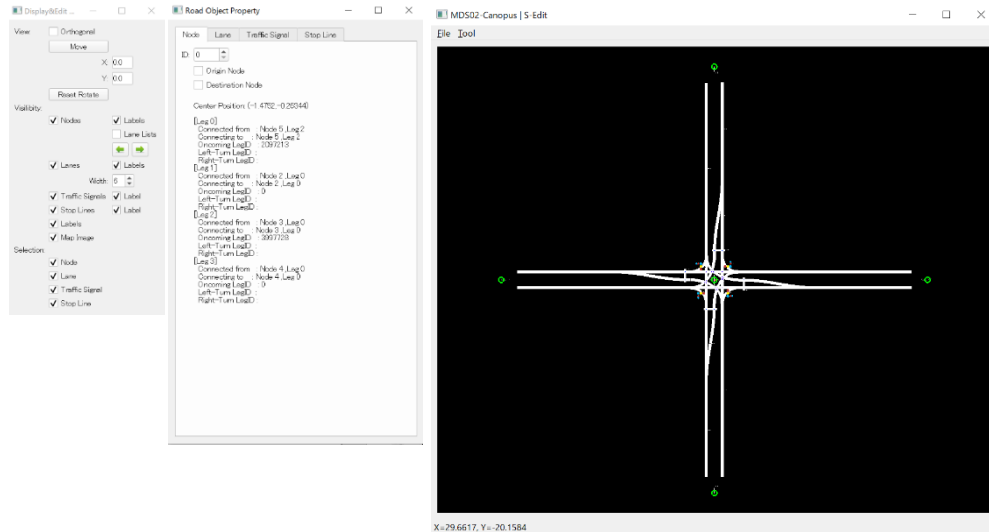 Display&Edit ...
View:
Orthogonal
Move
X: 0.0
Y: 0.0
Reset Rotate
Visilibity:
Nodes Labels
Lane Lists
Lanes Labels
Width: 6
Traffic Signals Label
Stop Lines Label
Labels
Map Image
Selection:
Node
Lane
Traffic Signal
Stop Line
Road Object Property
Node Lane Traffic Signal Stop Line
ID: 0
Origin Node
Destination Node
Center Position: (-1.4782,-0.20344)
[Leg 0]
Connected from : Node 5 ,Leg 2
Connecting to : Node 5 ,Leg 2
Oncoming LegID : 2097213
Left-Turn LegID :
Right-Turn LegID :
[Leg 1]
Connected from : Node 2 ,Leg 0
Connecting to : Node 2 ,Leg 0
Oncoming LegID : 0
Left-Turn LegID :
Right-Turn LegID :
[Leg 2]
Connected from : Node 3 ,Leg 0
Connecting to : Node 3 ,Leg 0
Oncoming LegID : 3997728
Left-Turn LegID :
Right-Turn LegID :
[Leg 3]
Connected from : Node 4 ,Leg 0
Connecting to : Node 4 ,Leg 0
Oncoming LegID : 0
Left-Turn LegID :
Right-Turn LegID :
MDS02-Canopus | S-Edit
File Tool
X=29.6617, Y=-20.1584